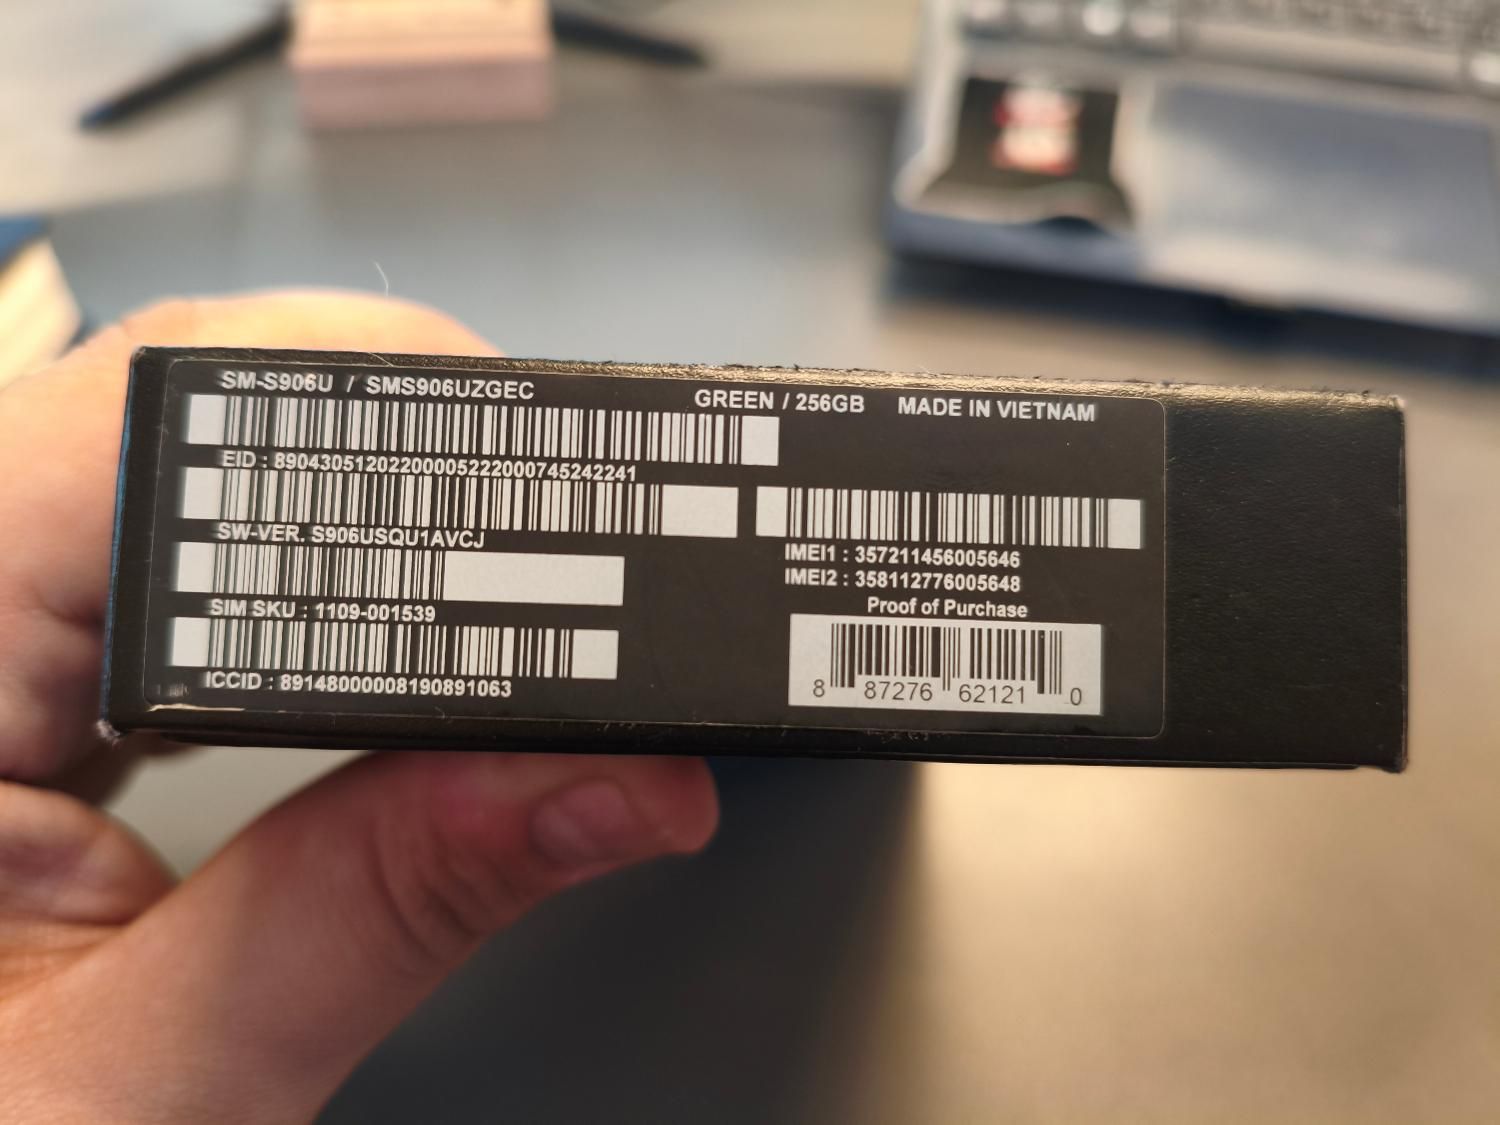 SM-S906U / SMS906UZGEC
GREEN / 256GB MADE IN VIETNAM
EID : 89043051202200005222000745242241
SW-VER. S906USQU1AVCJ
SIM SKU : 1109-001539
ICCID : 89148000008190891063
IMEI1 : 357211456005646
IMEI2 : 358112776005648
Proof of Purchase
8 87276 62121 0